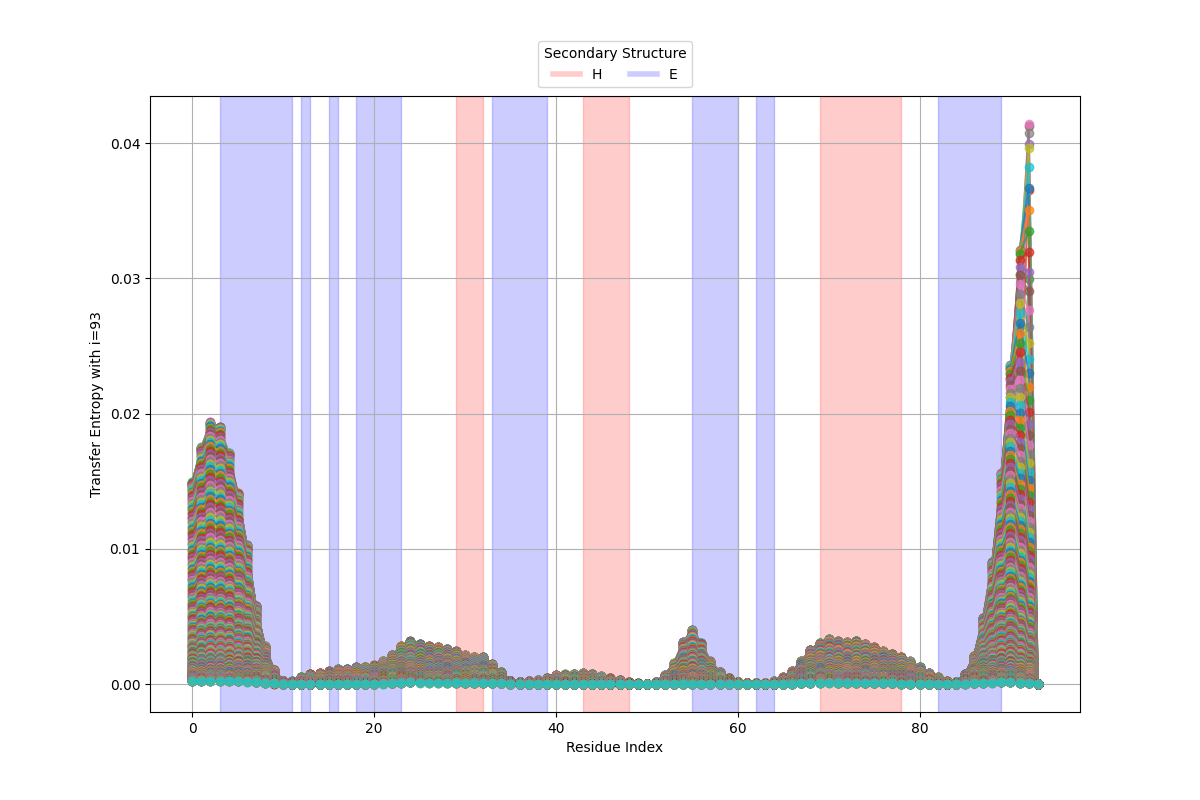 Secondary Structure
H E
0.04
0.03
0.02
0.01
0.00
Transfer Entropy with i=93
0 20 40 60 80
Residue Index